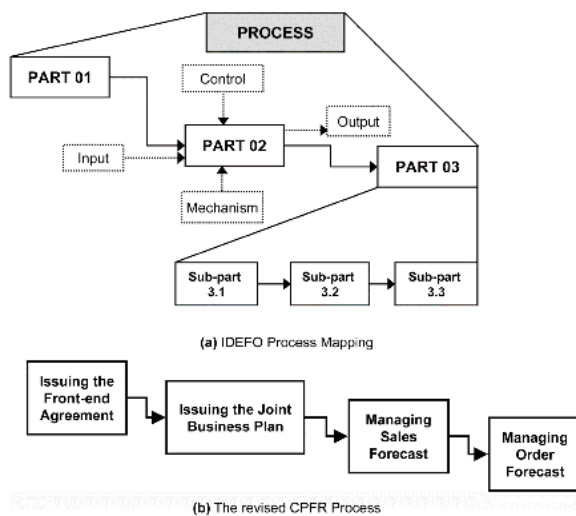 PROCESS
PART 01
Control
PART 02
Output
Input
PART 03
Mechanism
Sub-part
3.1
Sub-part
3.2
Sub-part
3.3
(a) IDEFO Process Mapping
Issuing the
Front-end
Agreement
Issuing the Joint
Business Plan
Managing
Sales
Forecast
Managing
Order
Forecast
(b) The revised CPFR Process